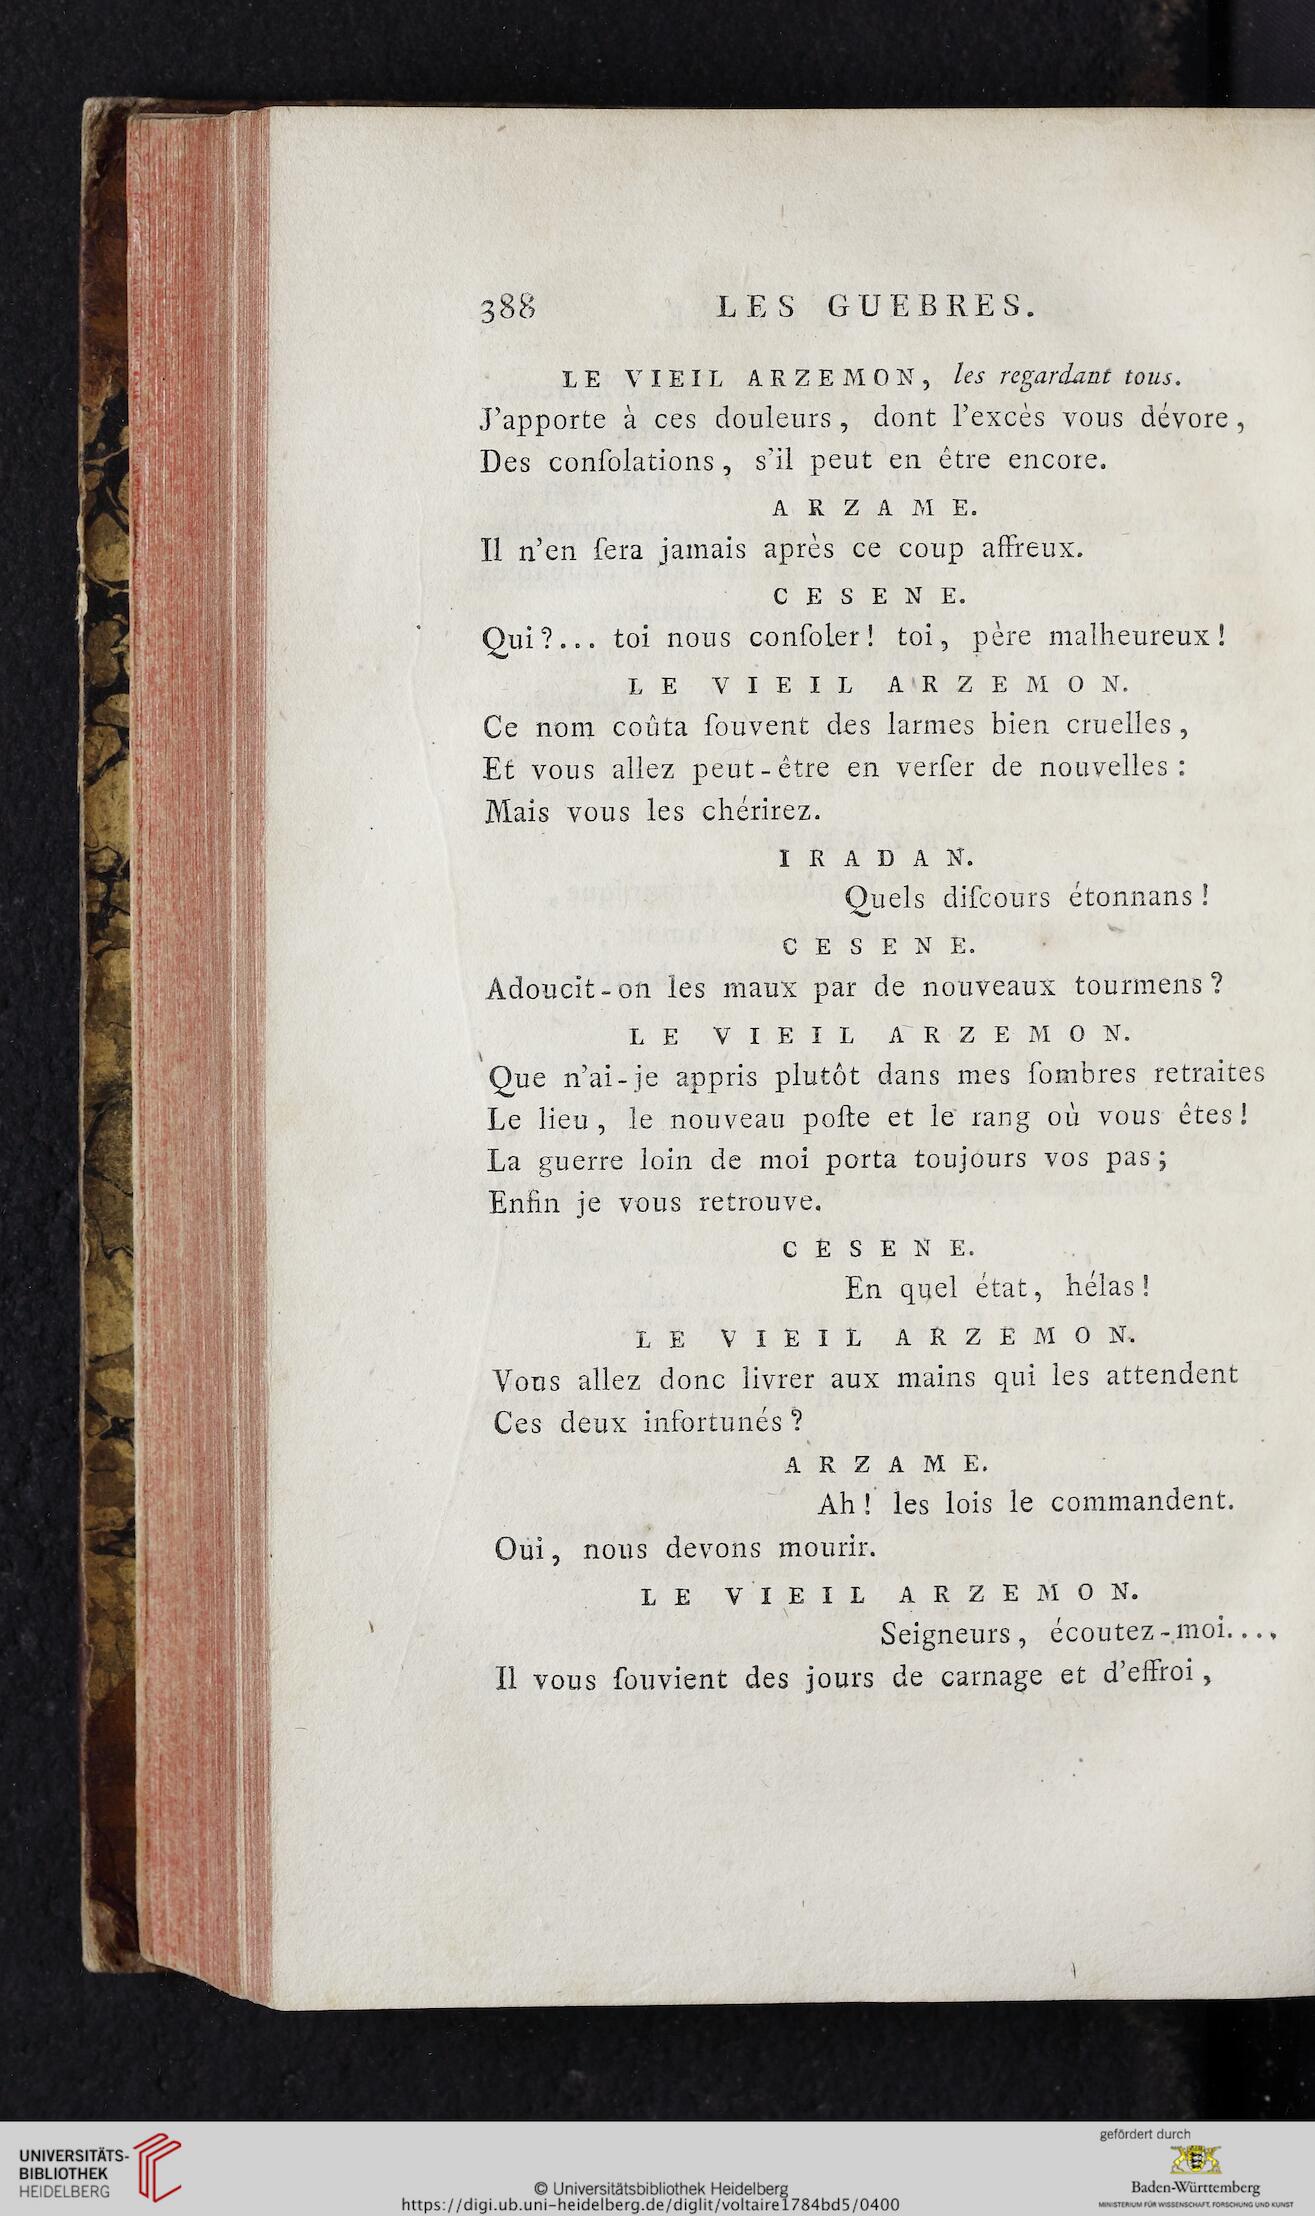 388 LES GUEBRES.
LE VIEIL ARZEMON, les regardant tous.
J'apporte à ces douleurs, dont l'excès vous dévore,
Des conſolations, s'il peut en être encore.
ARZAME.
Il n'en ſera jamais après ce coup affreux.
CESENE.
Qui?... toi nous conſoler! toi, père malheureux!
LE VIEIL ARZEMON.
Ce nom coûta ſouvent des larmes bien cruelles,
Et vous allez peut-être en verſer de nouvelles:
Mais vous les chérirez.
IRADAN.
Quels diſcours étonnans!
CESENE.
Adoucit-on les maux par de nouveaux tourmens?
LE VIEIL ARZEMON.
Que n'ai-je appris plutôt dans mes ſombres retraites
Le lieu, le nouveau poſte et le rang où vous êtes!
La guerre loin de moi porta toujours vos pas;
Enfin je vous retrouve.
CESENE.
En quel état, hélas!
LE VIEIL ARZEMON.
Vous allez donc livrer aux mains qui les attendent
Ces deux infortunés?
ARZAME.
Ah! les lois le commandent.
Oui, nous devons mourir.
LE VIEIL ARZEMON.
Seigneurs, écoutez-moi....
Il vous ſouvient des jours de carnage et d'effroi,
UNIVERSITÄTS-
BIBLIOTHEK
HEIDELBERG
© Universitätsbibliothek Heidelberg
https://digi.ub.uni-heidelberg.de/diglit/voltaire1784bd5/0400
gefördert durch
Baden-Württemberg
MINISTERIUM FÜR WISSENSCHAFT, FORSCHUNG UND KUNST